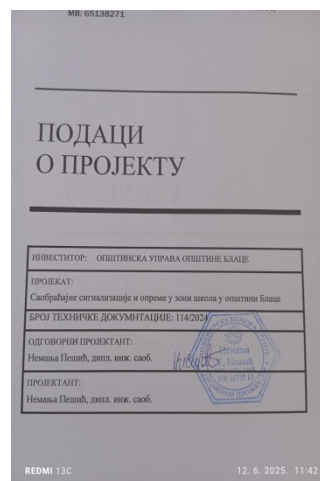 МБ: 65138271
ПОДАЦИ
О ПРОЈЕКТУ
ИНВЕСТИТОР: ОПШТИНСКА УПРАВА ОПШТИНЕ БЛАЦЕ
ПРОЈЕКАТ:
Саобраћајне сигнализације и опреме у зони школа у општини Блаце
БРОЈ ТЕХНИЧКЕ ДОКУМНТАЦИЈЕ: 114/2024
ОДГОВОРНИ ПРОЈЕКТАНТ:
Немања Пешић, дипл. инж. саоб.
Немања
Пешић
ОДГОВОРНИ ПРОЈЕКТАНТ
ПРОЈЕКТАНТ:
Немања Пешић, дипл. инж. саоб.
REDMI 13C
12. 6. 2025. 11:42